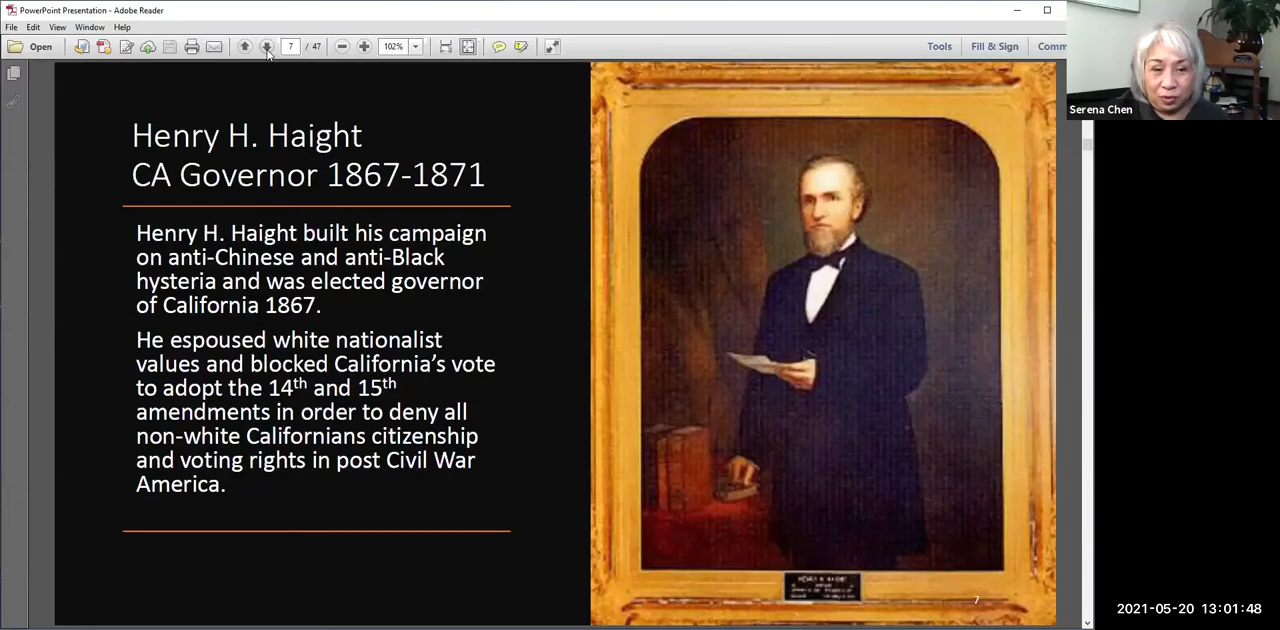 PowerPoint Presentation - Adobe Reader
File Edit View Window Help
Open 7 / 47 102% Tools Fill & Sign Comm
Serena Chen
Henry H. Haight
CA Governor 1867-1871
Henry H. Haight built his campaign
on anti-Chinese and anti-Black
hysteria and was elected governor
of California 1867.
He espoused white nationalist
values and blocked California’s vote
to adopt the 14th and 15th
amendments in order to deny all
non-white Californians citizenship
and voting rights in post Civil War
America.
HENRY H. HAIGHT
7
2021-05-20 13:01:48